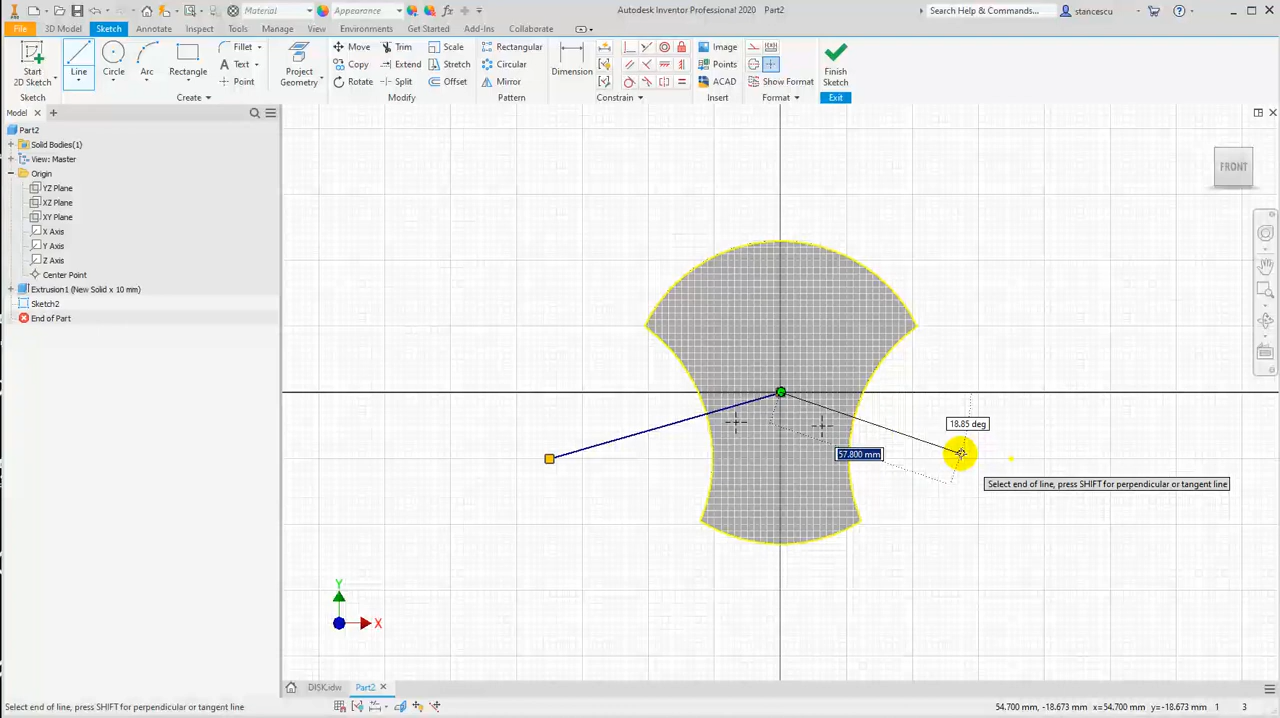 Material
Appearance
Autodesk Inventor Professional 2020 Part2
Search Help & Commands...
stancescu
File 3D Model Sketch Annotate Inspect Tools Manage View Environments Get Started Add-Ins Collaborate
Start
2D Sketch
Line
Circle
Arc
Rectangle
Fillet
Text
Point
Project
Geometry
Move
Copy
Rotate
Trim
Extend
Split
Scale
Stretch
Offset
Rectangular
Circular
Mirror
Dimension
Image
Points
ACAD
Show Format
Finish
Sketch
Sketch Create Modify Pattern Constrain Insert Format Exit
Model
FRONT
Part2
Solid Bodies(1)
View: Master
Origin
YZ Plane
XZ Plane
XY Plane
X Axis
Y Axis
Z Axis
Center Point
Extrusion1 (New Solid x 10 mm)
Sketch2
End of Part
18.85 deg
57.800 mm
Select end of line, press SHIFT for perpendicular or tangent line
Y
X
DISK.idw Part2
Select end of line, press SHIFT for perpendicular or tangent line
54.700 mm, -18.673 mm x=54.700 mm, y=-18.673 mm 1 3